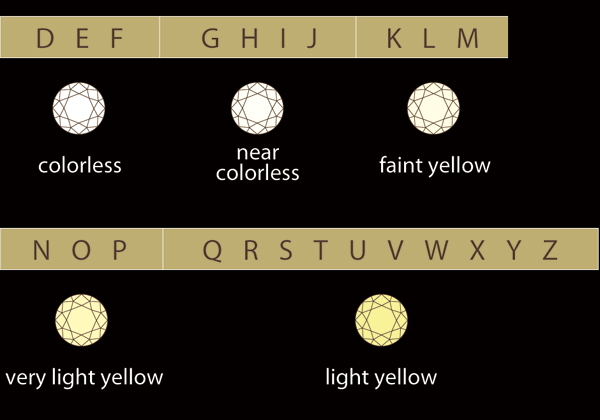 D E F G H I J K L M
colorless
near
colorless
faint yellow
N O P Q R S T U V W X Y Z
very light yellow
light yellow